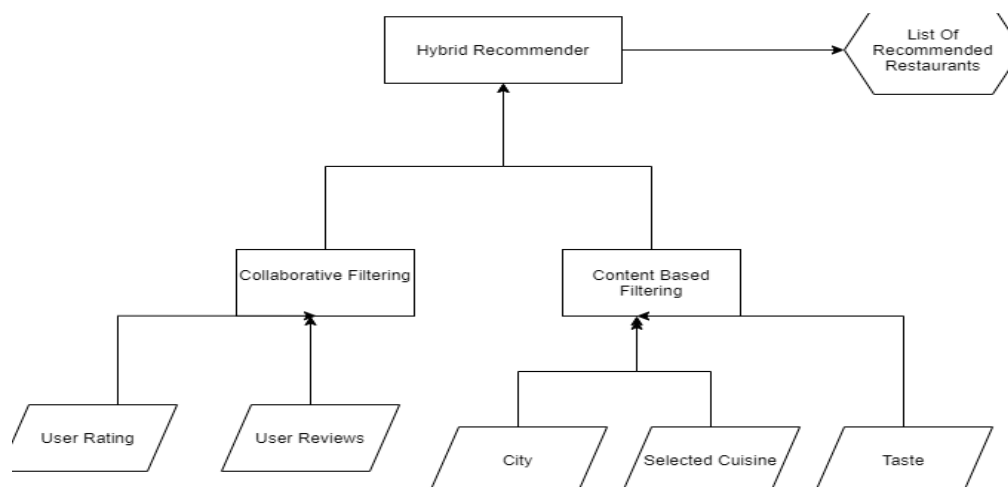 Hybrid Recommender
List Of
Recommended
Restaurants
Collaborative Filtering
Content Based
Filtering
User Rating
User Reviews
City
Selected Cuisine
Taste